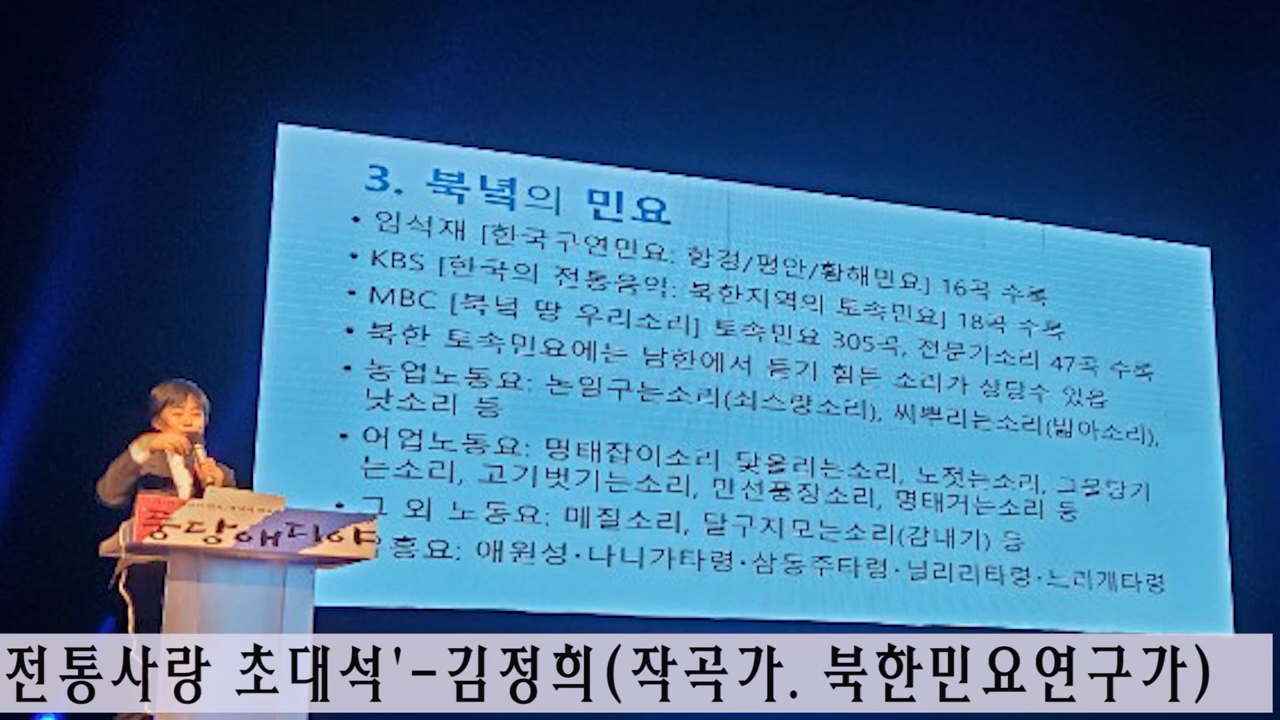 3. 북녘의 민요
• 임석재 [한국구연민요: 함경/평안/황해민요] 16곡 수록
• KBS [한국의 전통음악: 북한지역의 토속민요] 18곡 수록
• MBC [북녘 땅 우리소리] 토속민요 305곡, 전문가소리 47곡 수록
• 북한 토속민요에는 남한에서 듣기 힘든 소리가 상당수 있음
• 농업노동요: 논일구는소리(쇠스랑소리), 씨뿌리는소리(밟아소리),
낫소리 등
• 어업노동요: 명태잡이소리 닻올리는소리, 노젓는소리, 그물당기
는소리, 고기벗기는소리, 만선풍장소리, 명태거는소리 등
그 외 노동요: 메질소리, 달구지모는소리(감내기) 등
흥요: 애원성·나니가타령·삼동주타령·닐리리타령·느리개타령
풍당애디야
전통사랑 초대석'-김정희(작곡가. 북한민요연구가)